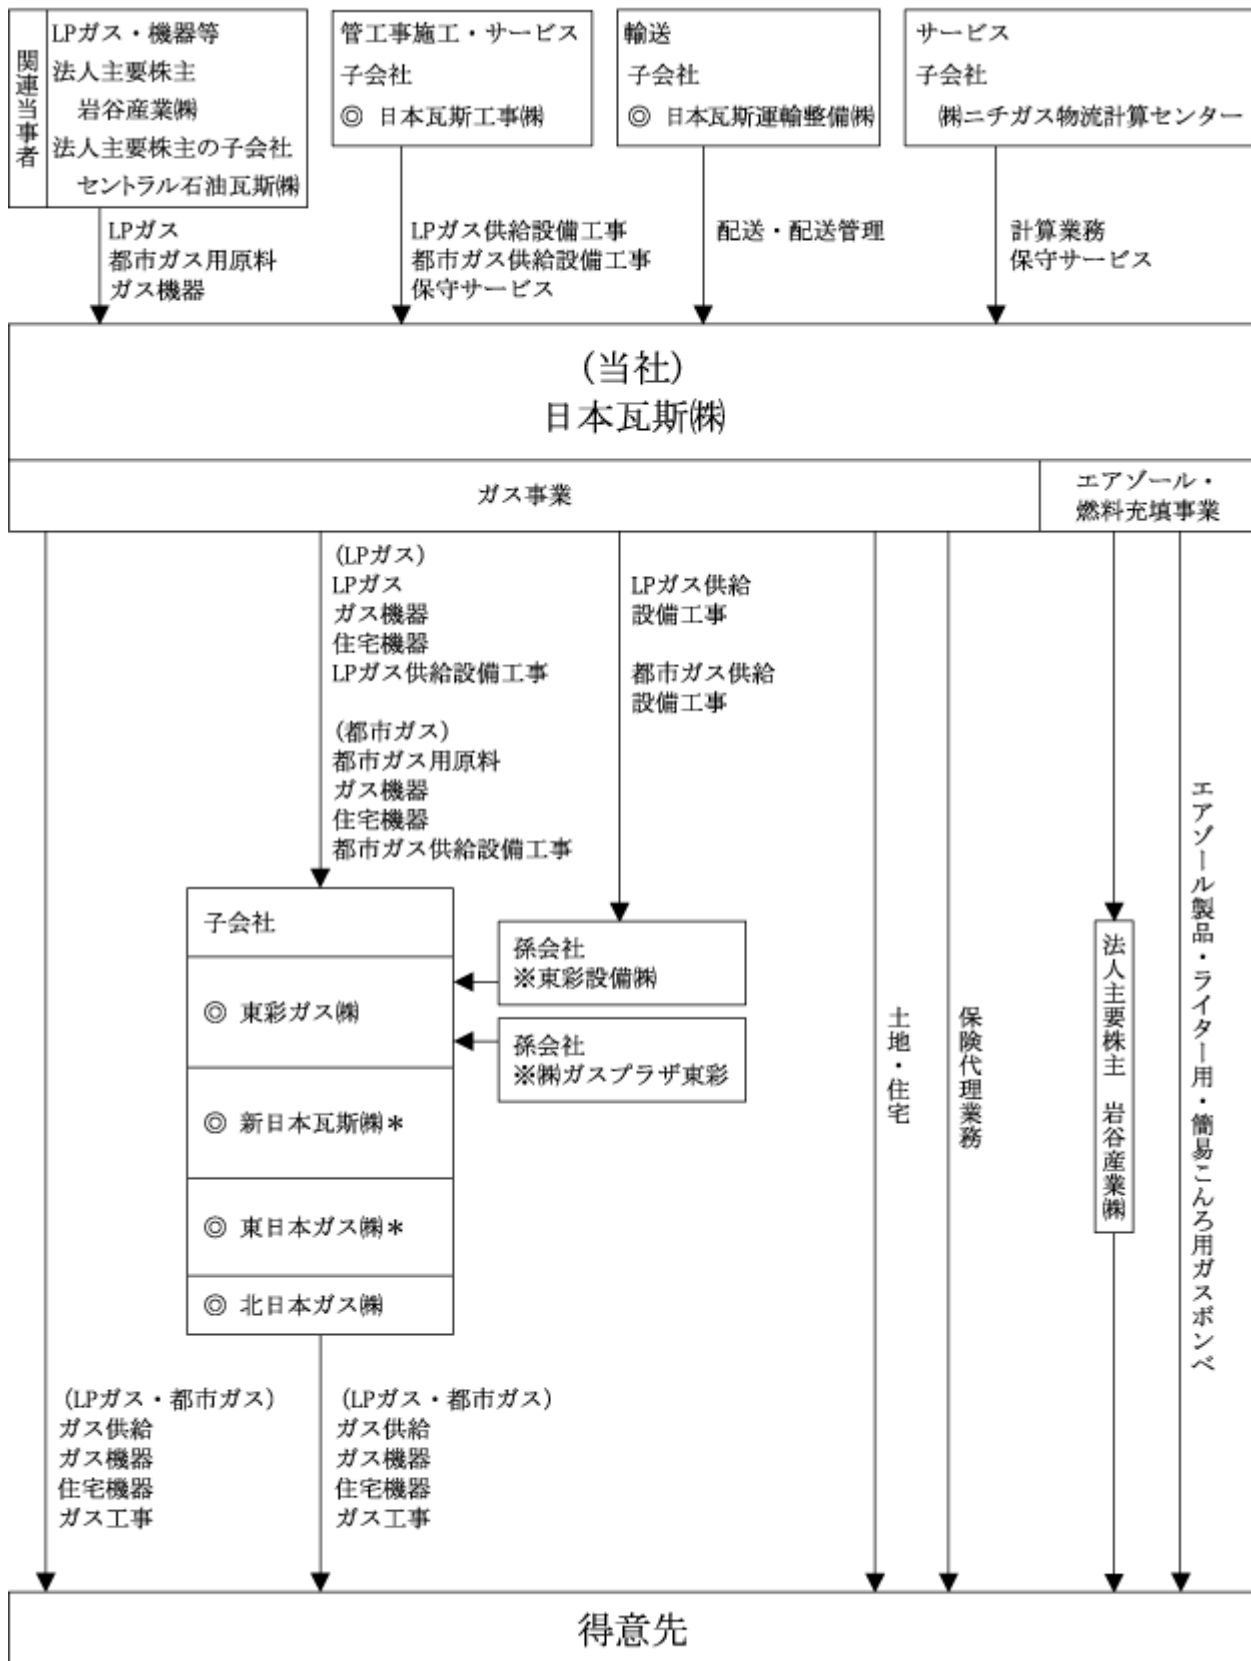 関連当事者
LPガス・機器等
法人主要株主
岩谷産業㈱
法人主要株主の子会社
セントラル石油瓦斯㈱
管工事施工・サービス
子会社
◎ 日本瓦斯工事㈱
輸送
子会社
◎ 日本瓦斯運輸整備㈱
サービス
子会社
㈱ニチガス物流計算センター
LPガス
都市ガス用原料
ガス機器
LPガス供給設備工事
都市ガス供給設備工事
保守サービス
配送・配送管理
計算業務
保守サービス
(当社)
日本瓦斯㈱
ガス事業
エアゾール・
燃料充填事業
(LPガス)
LPガス
ガス機器
住宅機器
LPガス供給設備工事
(都市ガス)
都市ガス用原料
ガス機器
住宅機器
都市ガス供給設備工事
LPガス供給
設備工事
都市ガス供給
設備工事
子会社
◎ 東彩ガス㈱
◎ 新日本瓦斯㈱＊
◎ 東日本ガス㈱＊
◎ 北日本ガス㈱
孫会社
※東彩設備㈱
孫会社
※㈱ガスプラザ東彩
土地・住宅
保険代理業務
法人主要株主　岩谷産業㈱
エアゾール製品・ライター用・簡易こんろ用ガスボンベ
(LPガス・都市ガス)
ガス供給
ガス機器
住宅機器
ガス工事
(LPガス・都市ガス)
ガス供給
ガス機器
住宅機器
ガス工事
得意先